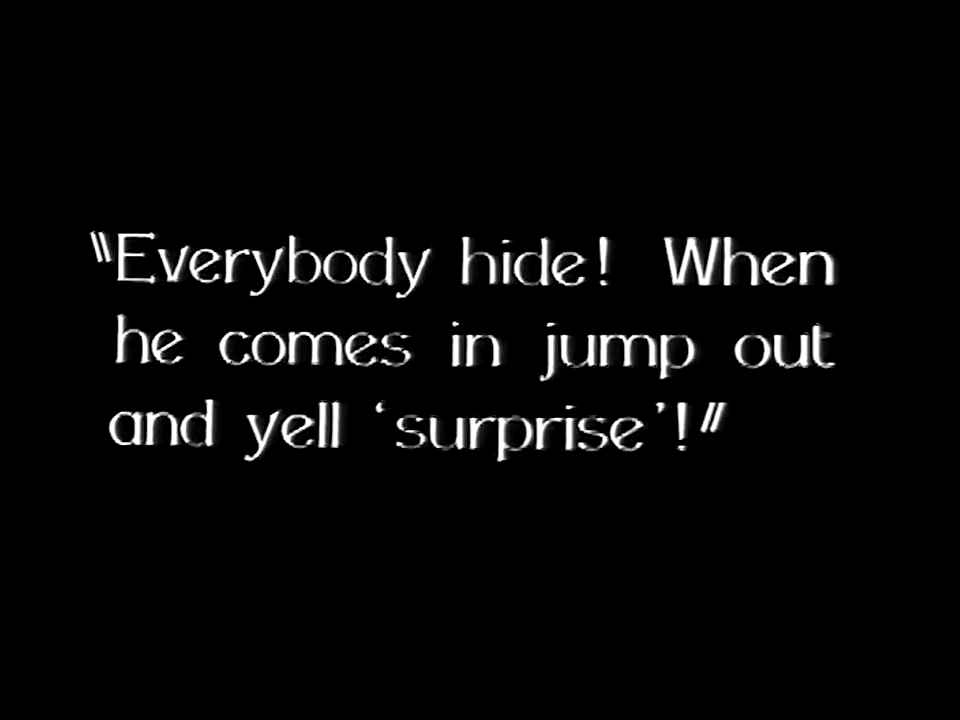 "Everybody hide! When
he comes in jump out
and yell ‘surprise’!"